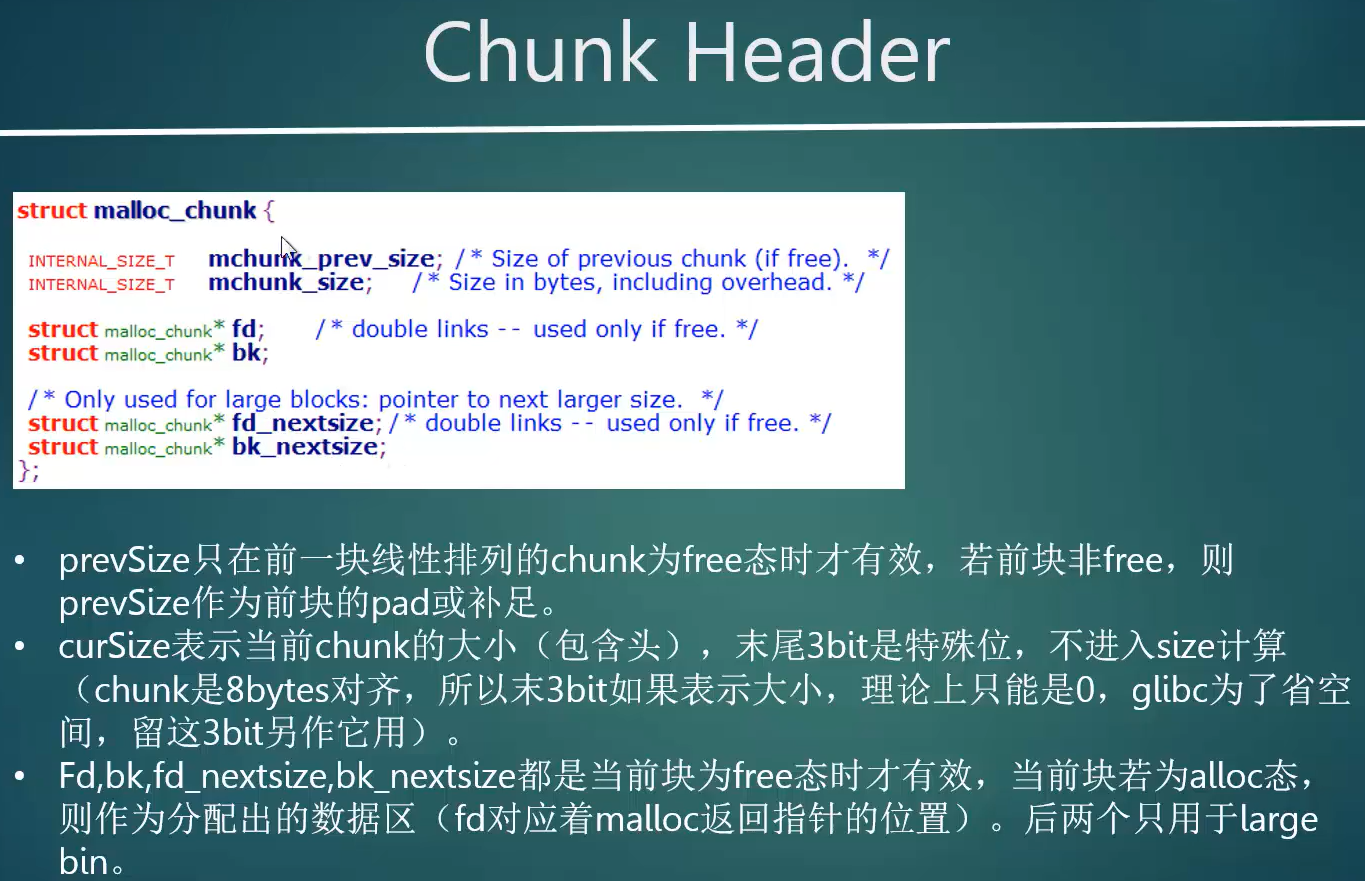 Chunk Header
struct malloc_chunk {
INTERNAL_SIZE_T mchunk_prev_size; /* Size of previous chunk (if free). */
INTERNAL_SIZE_T mchunk_size; /* Size in bytes, including overhead. */
struct malloc_chunk* fd; /* double links -- used only if free. */
struct malloc_chunk* bk;
/* Only used for large blocks: pointer to next larger size. */
struct malloc_chunk* fd_nextsize; /* double links -- used only if free. */
struct malloc_chunk* bk_nextsize;
};
• prevSize只在前一块线性排列的chunk为free态时才有效，若前块非free，则
prevSize作为前块的pad或补足。
• curSize表示当前chunk的大小（包含头），末尾3bit是特殊位，不进入size计算
（chunk是8bytes对齐，所以末3bit如果表示大小，理论上只能是0，glibc为了省空
间，留这3bit另作它用）。
• Fd,bk,fd_nextsize,bk_nextsize都是当前块为free态时才有效，当前块若为alloc态，
则作为分配出的数据区（fd对应着malloc返回指针的位置）。后两个只用于large
bin。